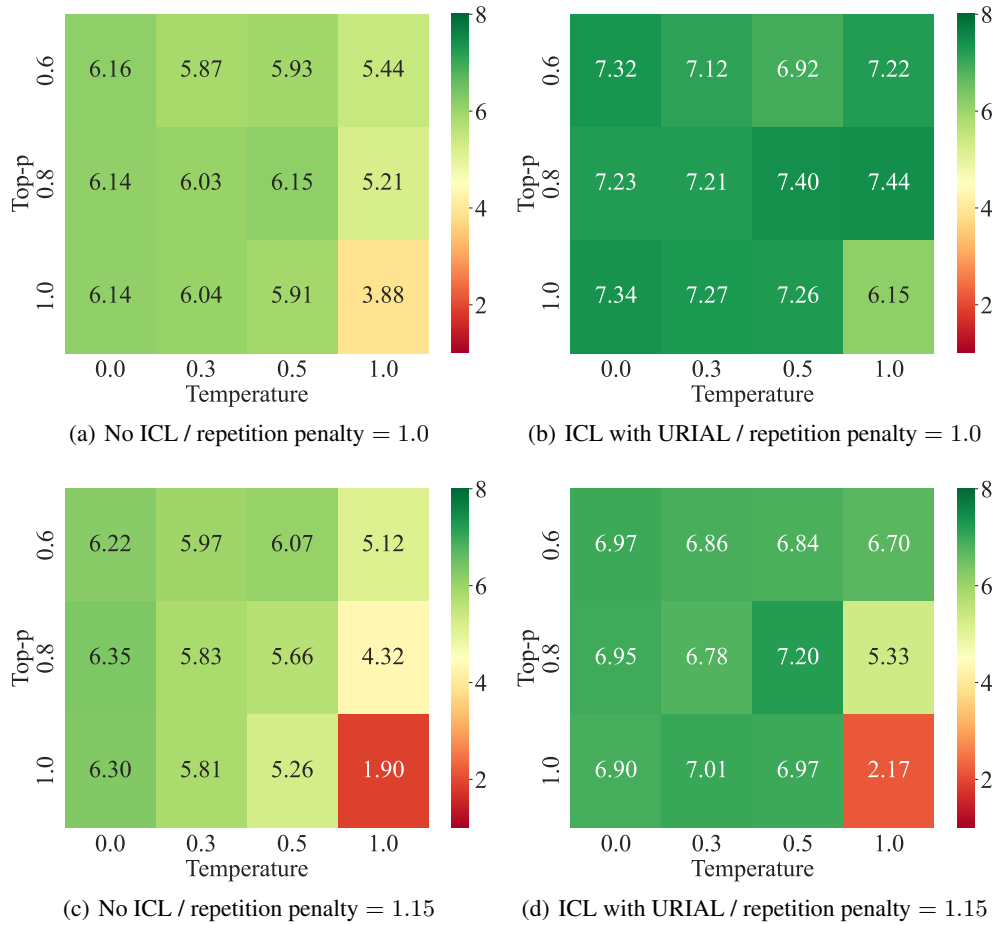 0.6 6.16 5.87 5.93 5.44 8
Top-p 0.8 6.14 6.03 6.15 5.21 6
4
1.0 6.14 6.04 5.91 3.88 2
0.0 0.3 0.5 1.0
Temperature
(a) No ICL / repetition penalty = 1.0
0.6 7.32 7.12 6.92 7.22 8
Top-p 0.8 7.23 7.21 7.40 7.44 6
4
1.0 7.34 7.27 7.26 6.15 2
0.0 0.3 0.5 1.0
Temperature
(b) ICL with URIAL / repetition penalty = 1.0
0.6 6.22 5.97 6.07 5.12 8
Top-p 0.8 6.35 5.83 5.66 4.32 6
4
1.0 6.30 5.81 5.26 1.90 2
0.0 0.3 0.5 1.0
Temperature
(c) No ICL / repetition penalty = 1.15
0.6 6.97 6.86 6.84 6.70 8
Top-p 0.8 6.95 6.78 7.20 5.33 6
4
1.0 6.90 7.01 6.97 2.17 2
0.0 0.3 0.5 1.0
Temperature
(d) ICL with URIAL / repetition penalty = 1.15